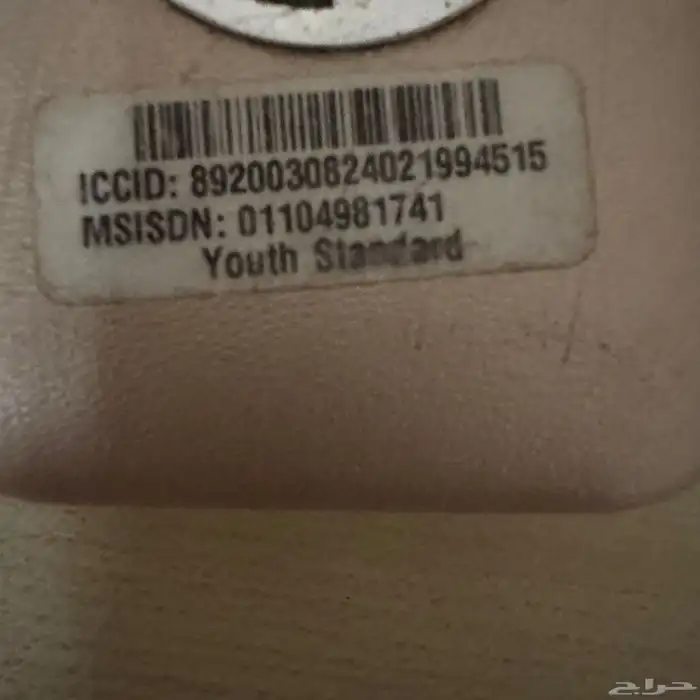 ICCID: 8920030824021994515
MSISDN: 01104981741
Youth Standard
حراج